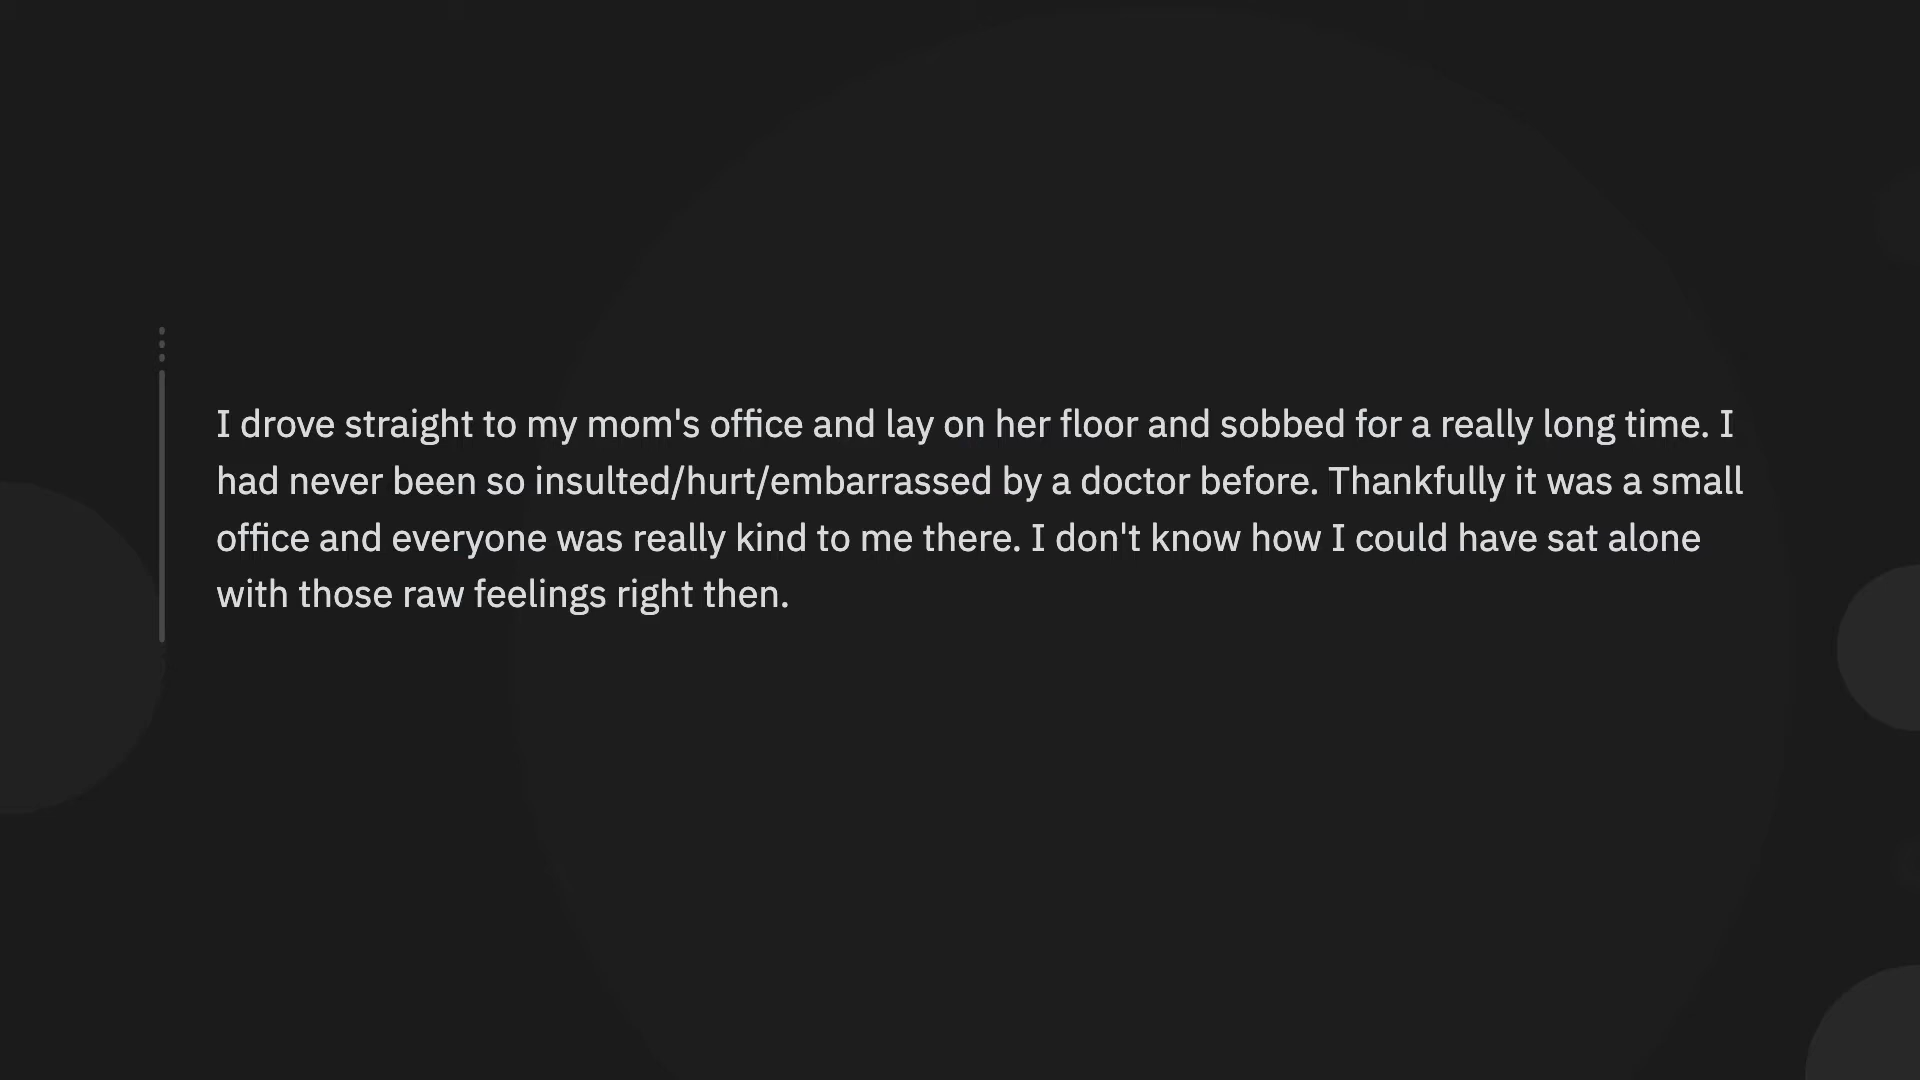 I drove straight to my mom's office and lay on her floor and sobbed for a really long time. I
had never been so insulted/hurt/embarrassed by a doctor before. Thankfully it was a small
office and everyone was really kind to me there. I don't know how I could have sat alone
with those raw feelings right then.